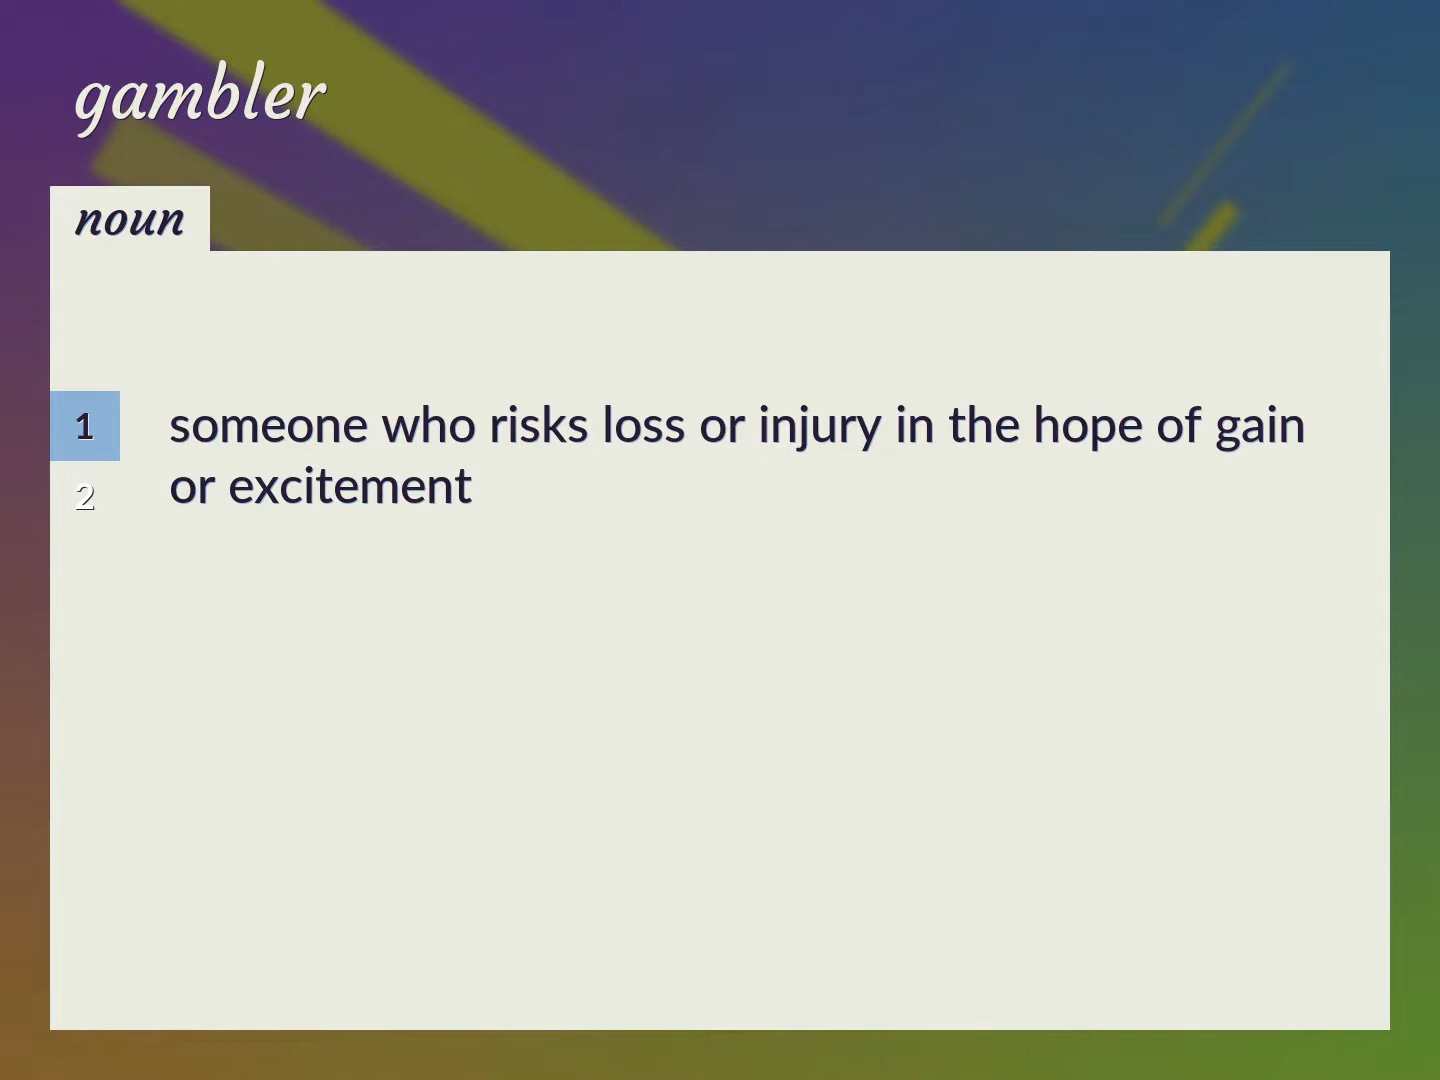 gambler
noun
1 someone who risks loss or injury in the hope of gain
2 or excitement